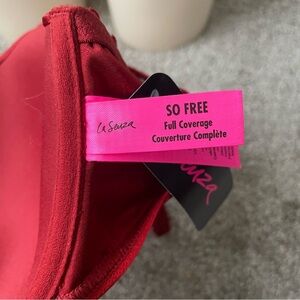 La Senza
SO FREE
Full Coverage
Couverture Complète